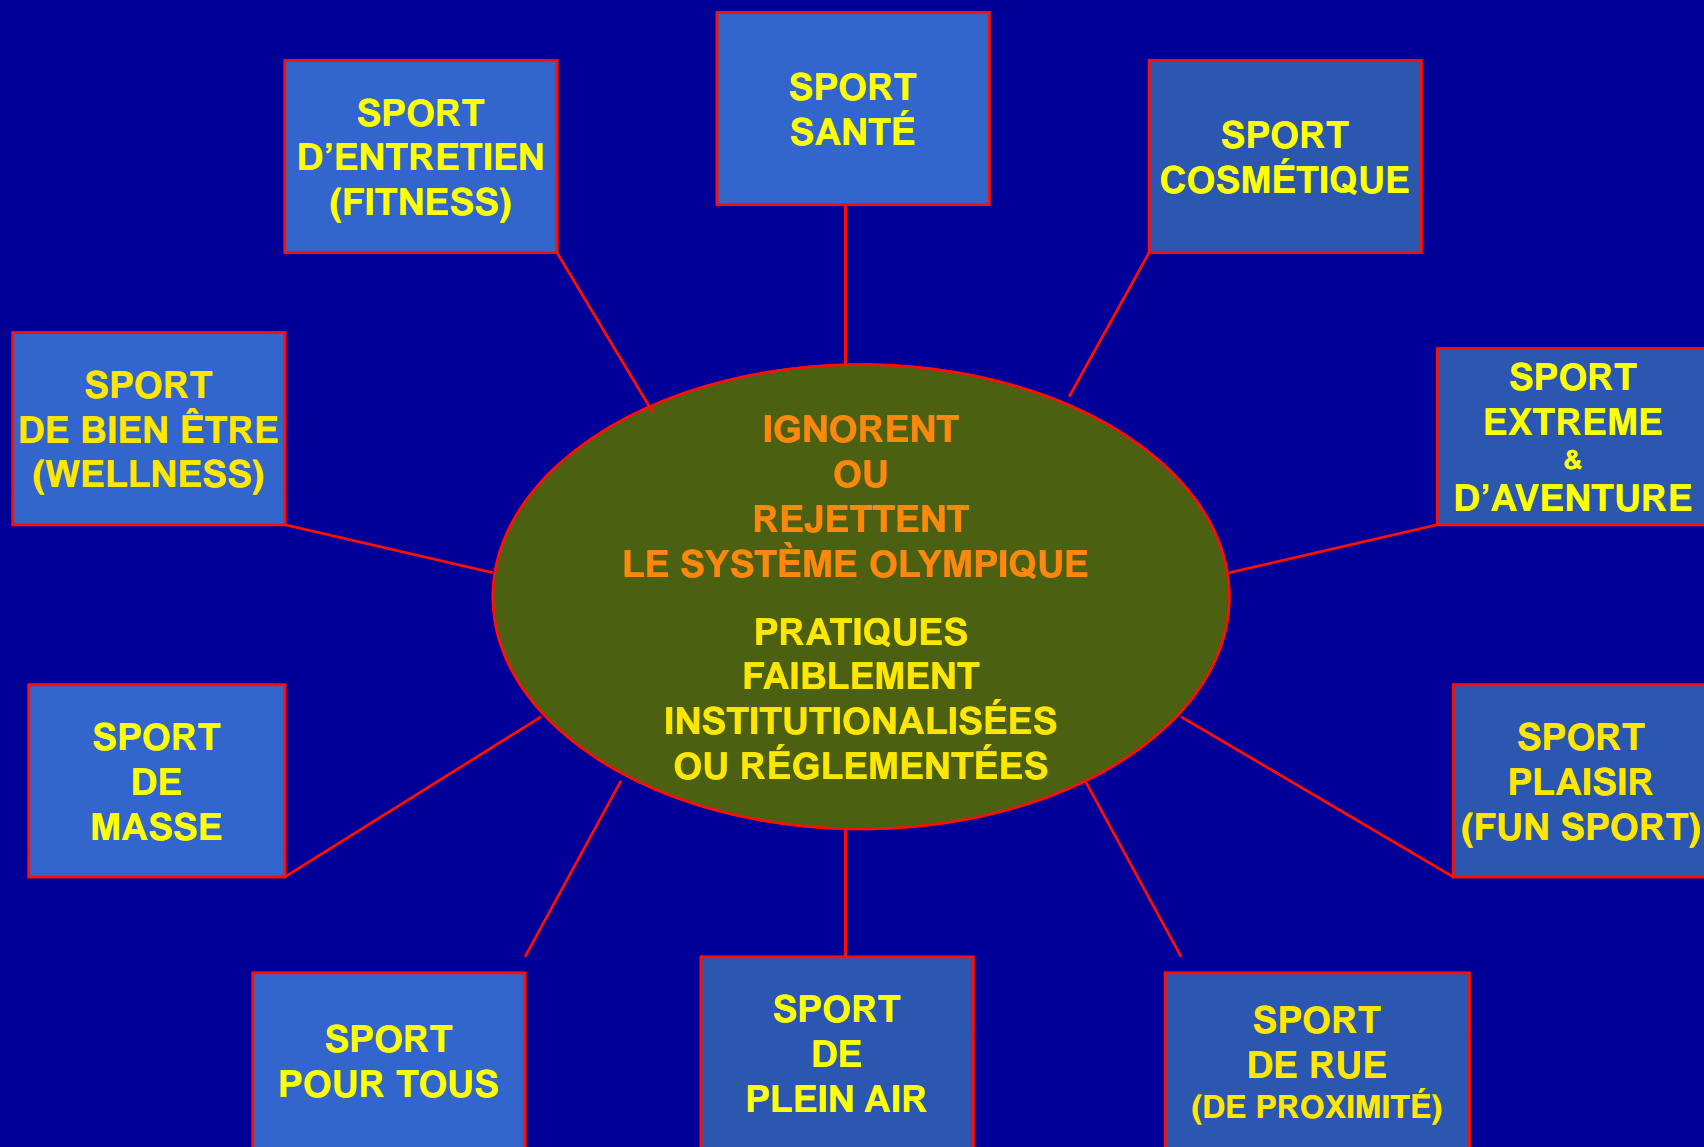 SPORT
SANTÉ
SPORT
D’ENTRETIEN
(FITNESS)
SPORT
COSMÉTIQUE
SPORT
DE BIEN ÊTRE
(WELLNESS)
SPORT
EXTREME
&
D’AVENTURE
IGNORENT
OU
REJETTENT
LE SYSTÈME OLYMPIQUE
PRATIQUES
FAIBLEMENT
INSTITUTIONALISÉES
OU RÉGLEMENTÉES
SPORT
DE
MASSE
SPORT
PLAISIR
(FUN SPORT)
SPORT
POUR TOUS
SPORT
DE
PLEIN AIR
SPORT
DE RUE
(DE PROXIMITÉ)